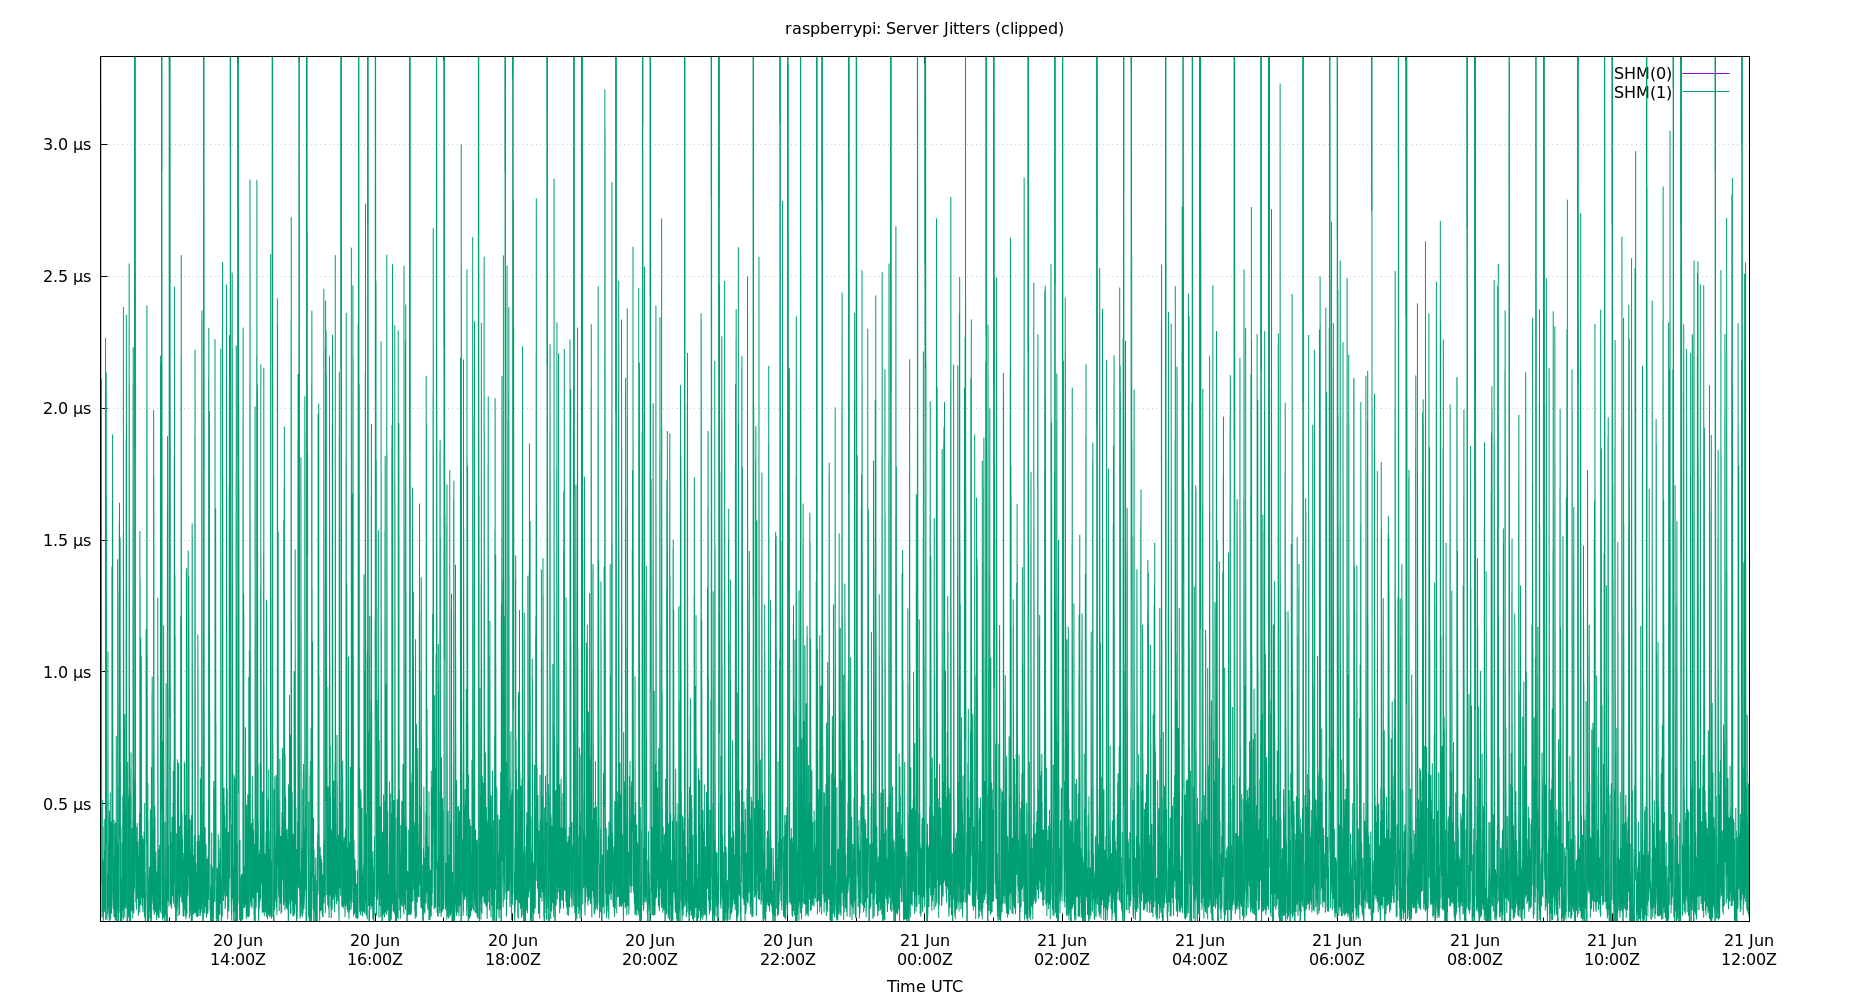 raspberrypi: Server Jitters (clipped)
SHM(0)
SHM(1)
3.0 µs
2.5 µs
2.0 µs
1.5 µs
1.0 µs
0.5 µs
20 Jun 20 Jun 20 Jun 20 Jun 20 Jun 21 Jun 21 Jun 21 Jun 21 Jun 21 Jun 21 Jun 21 Jun
14:00Z 16:00Z 18:00Z 20:00Z 22:00Z 00:00Z 02:00Z 04:00Z 06:00Z 08:00Z 10:00Z 12:00Z
Time UTC